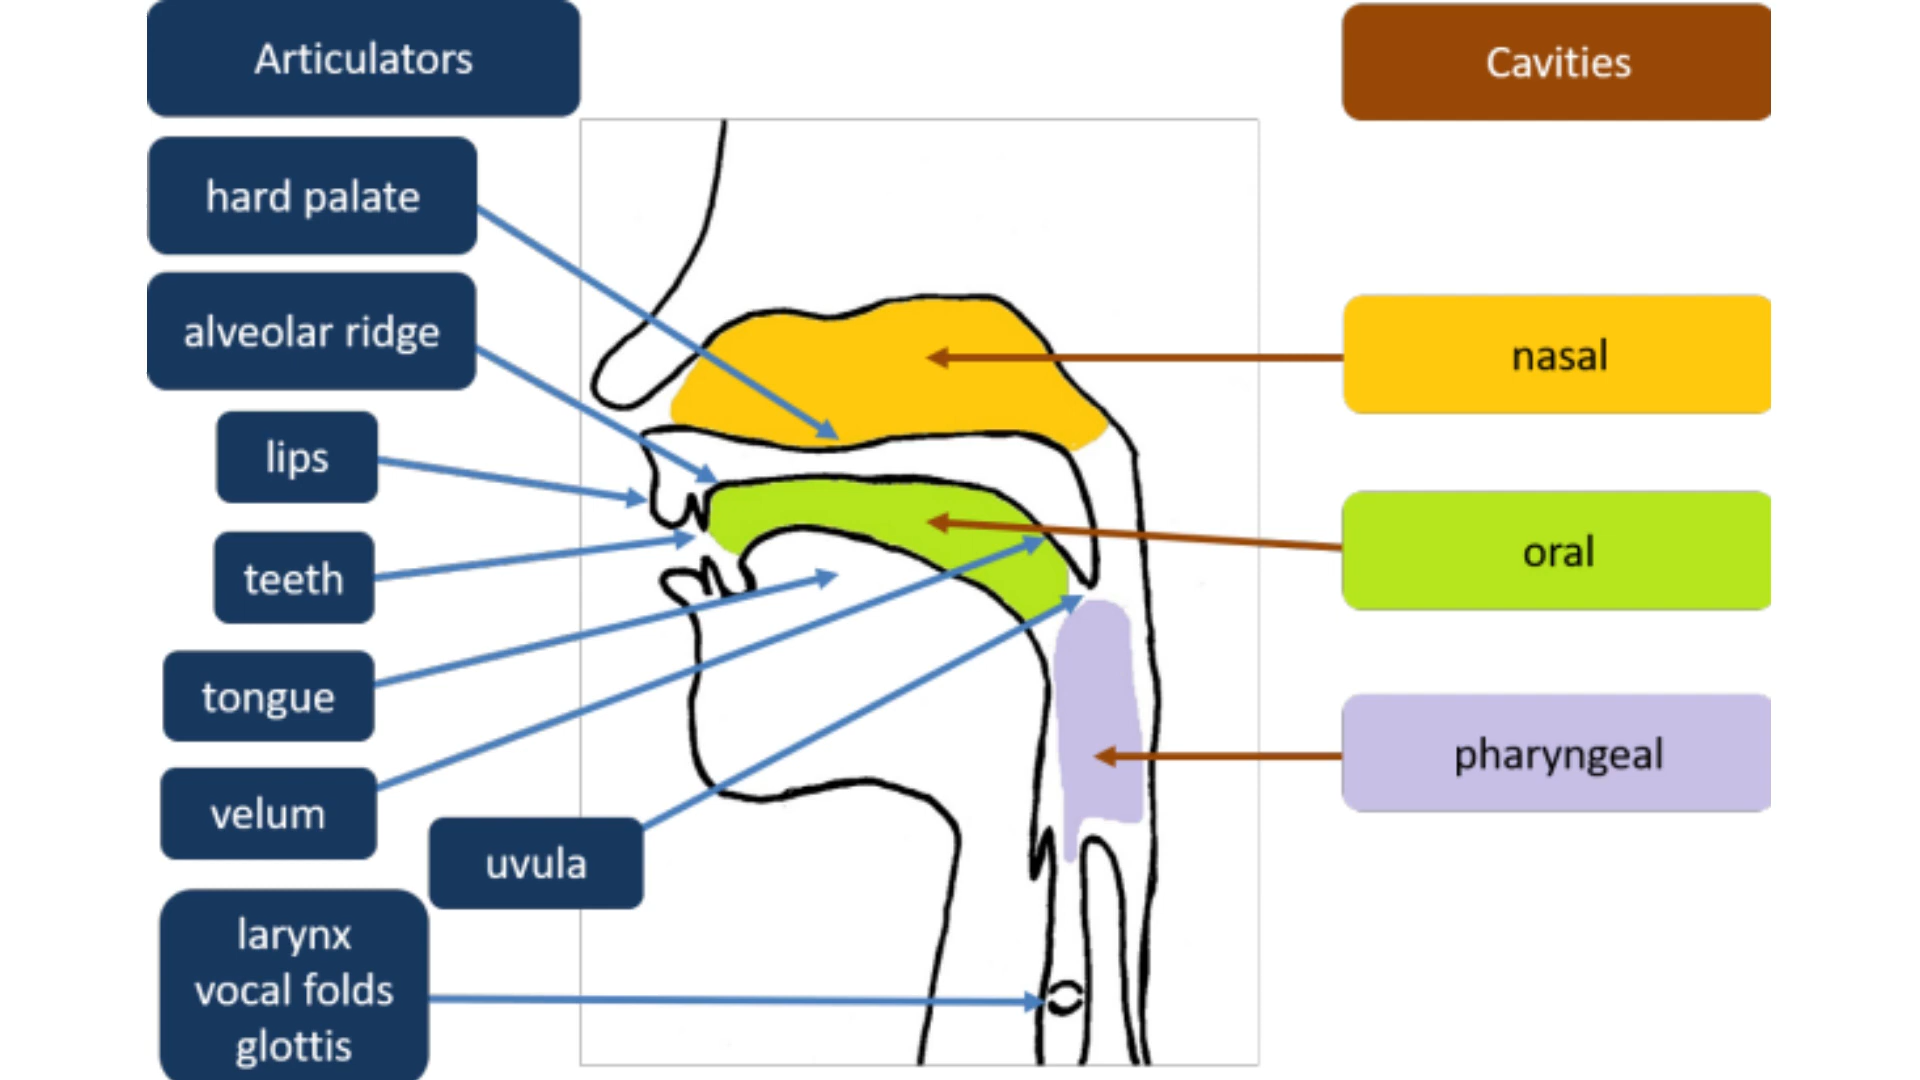 Articulators
hard palate
alveolar ridge
lips
teeth
tongue
velum
uvula
larynx
vocal folds
glottis
Cavities
nasal
oral
pharyngeal